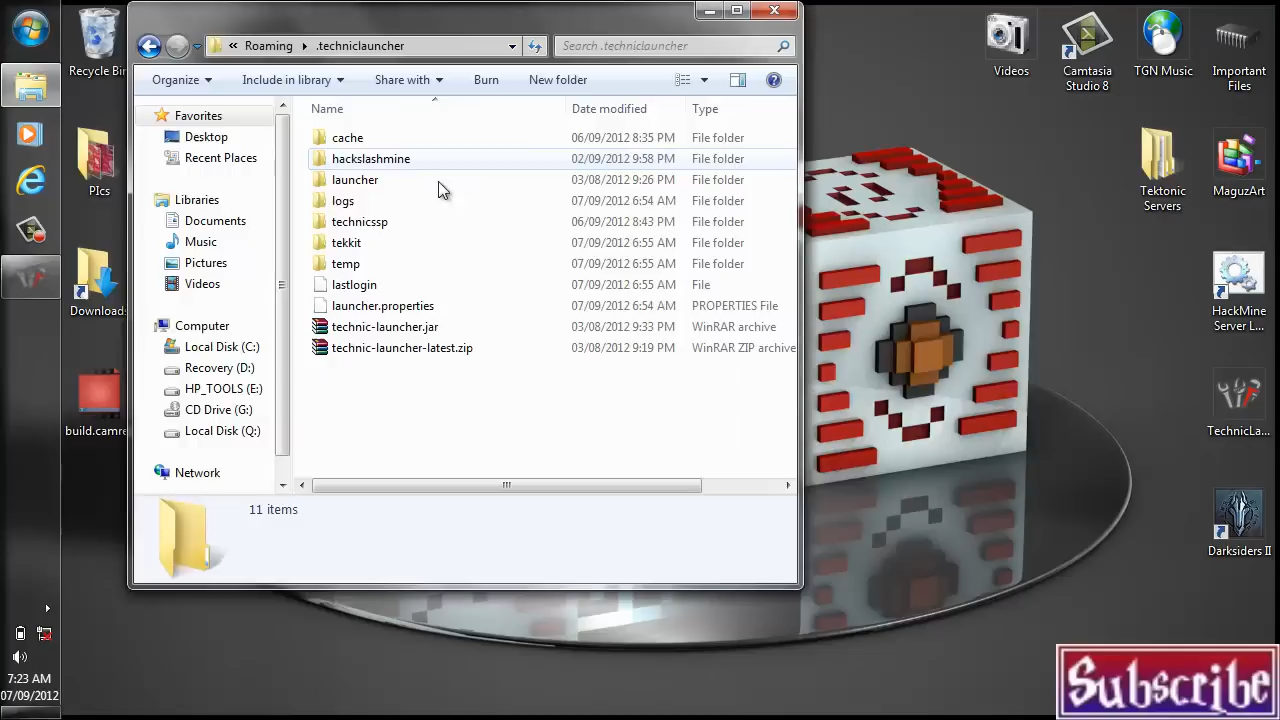 Recycle Bin
PIcs
Download
build.camre
7:23 AM
07/09/2012
« Roaming ▸ .techniclauncher
Search .techniclauncher
Organize
Include in library
Share with
Burn
New folder
Favorites
Desktop
Recent Places
Libraries
Documents
Music
Pictures
Videos
Computer
Local Disk (C:)
Recovery (D:)
HP_TOOLS (E:)
CD Drive (G:)
Local Disk (Q:)
Network
Name Date modified Type
cache 06/09/2012 8:35 PM File folder
hackslashmine 02/09/2012 9:58 PM File folder
launcher 03/08/2012 9:26 PM File folder
logs 07/09/2012 6:54 AM File folder
technicssp 06/09/2012 8:43 PM File folder
tekkit 07/09/2012 6:55 AM File folder
temp 07/09/2012 6:55 AM File folder
lastlogin 07/09/2012 6:55 AM File
launcher.properties 07/09/2012 6:54 AM PROPERTIES File
technic-launcher.jar 03/08/2012 9:33 PM WinRAR archive
technic-launcher-latest.zip 03/08/2012 9:19 PM WinRAR ZIP archive
11 items
Videos
Camtasia
Studio 8
TGN Music
Important
Files
Tektonic
Servers
MaguzArt
HackMine
Server L...
TechnicLa...
Darksiders II
Subscribe